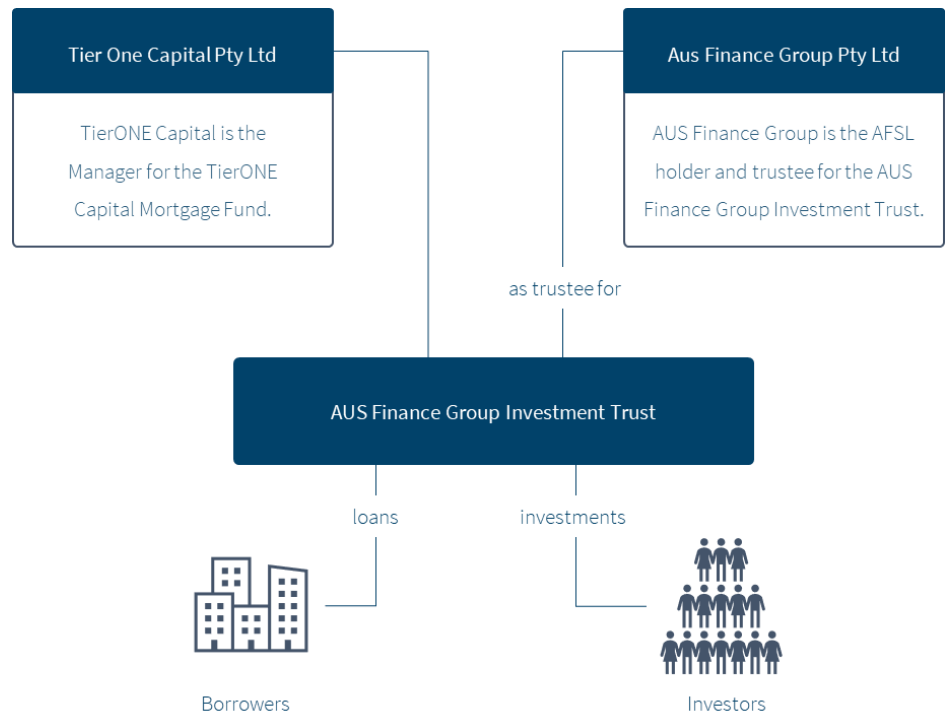 Tier One Capital Pty Ltd
TierONE Capital is the
Manager for the TierONE
Capital Mortgage Fund.
Aus Finance Group Pty Ltd
AUS Finance Group is the AFSL
holder and trustee for the AUS
Finance Group Investment Trust.
as trustee for
AUS Finance Group Investment Trust
loans
investments
Borrowers
Investors